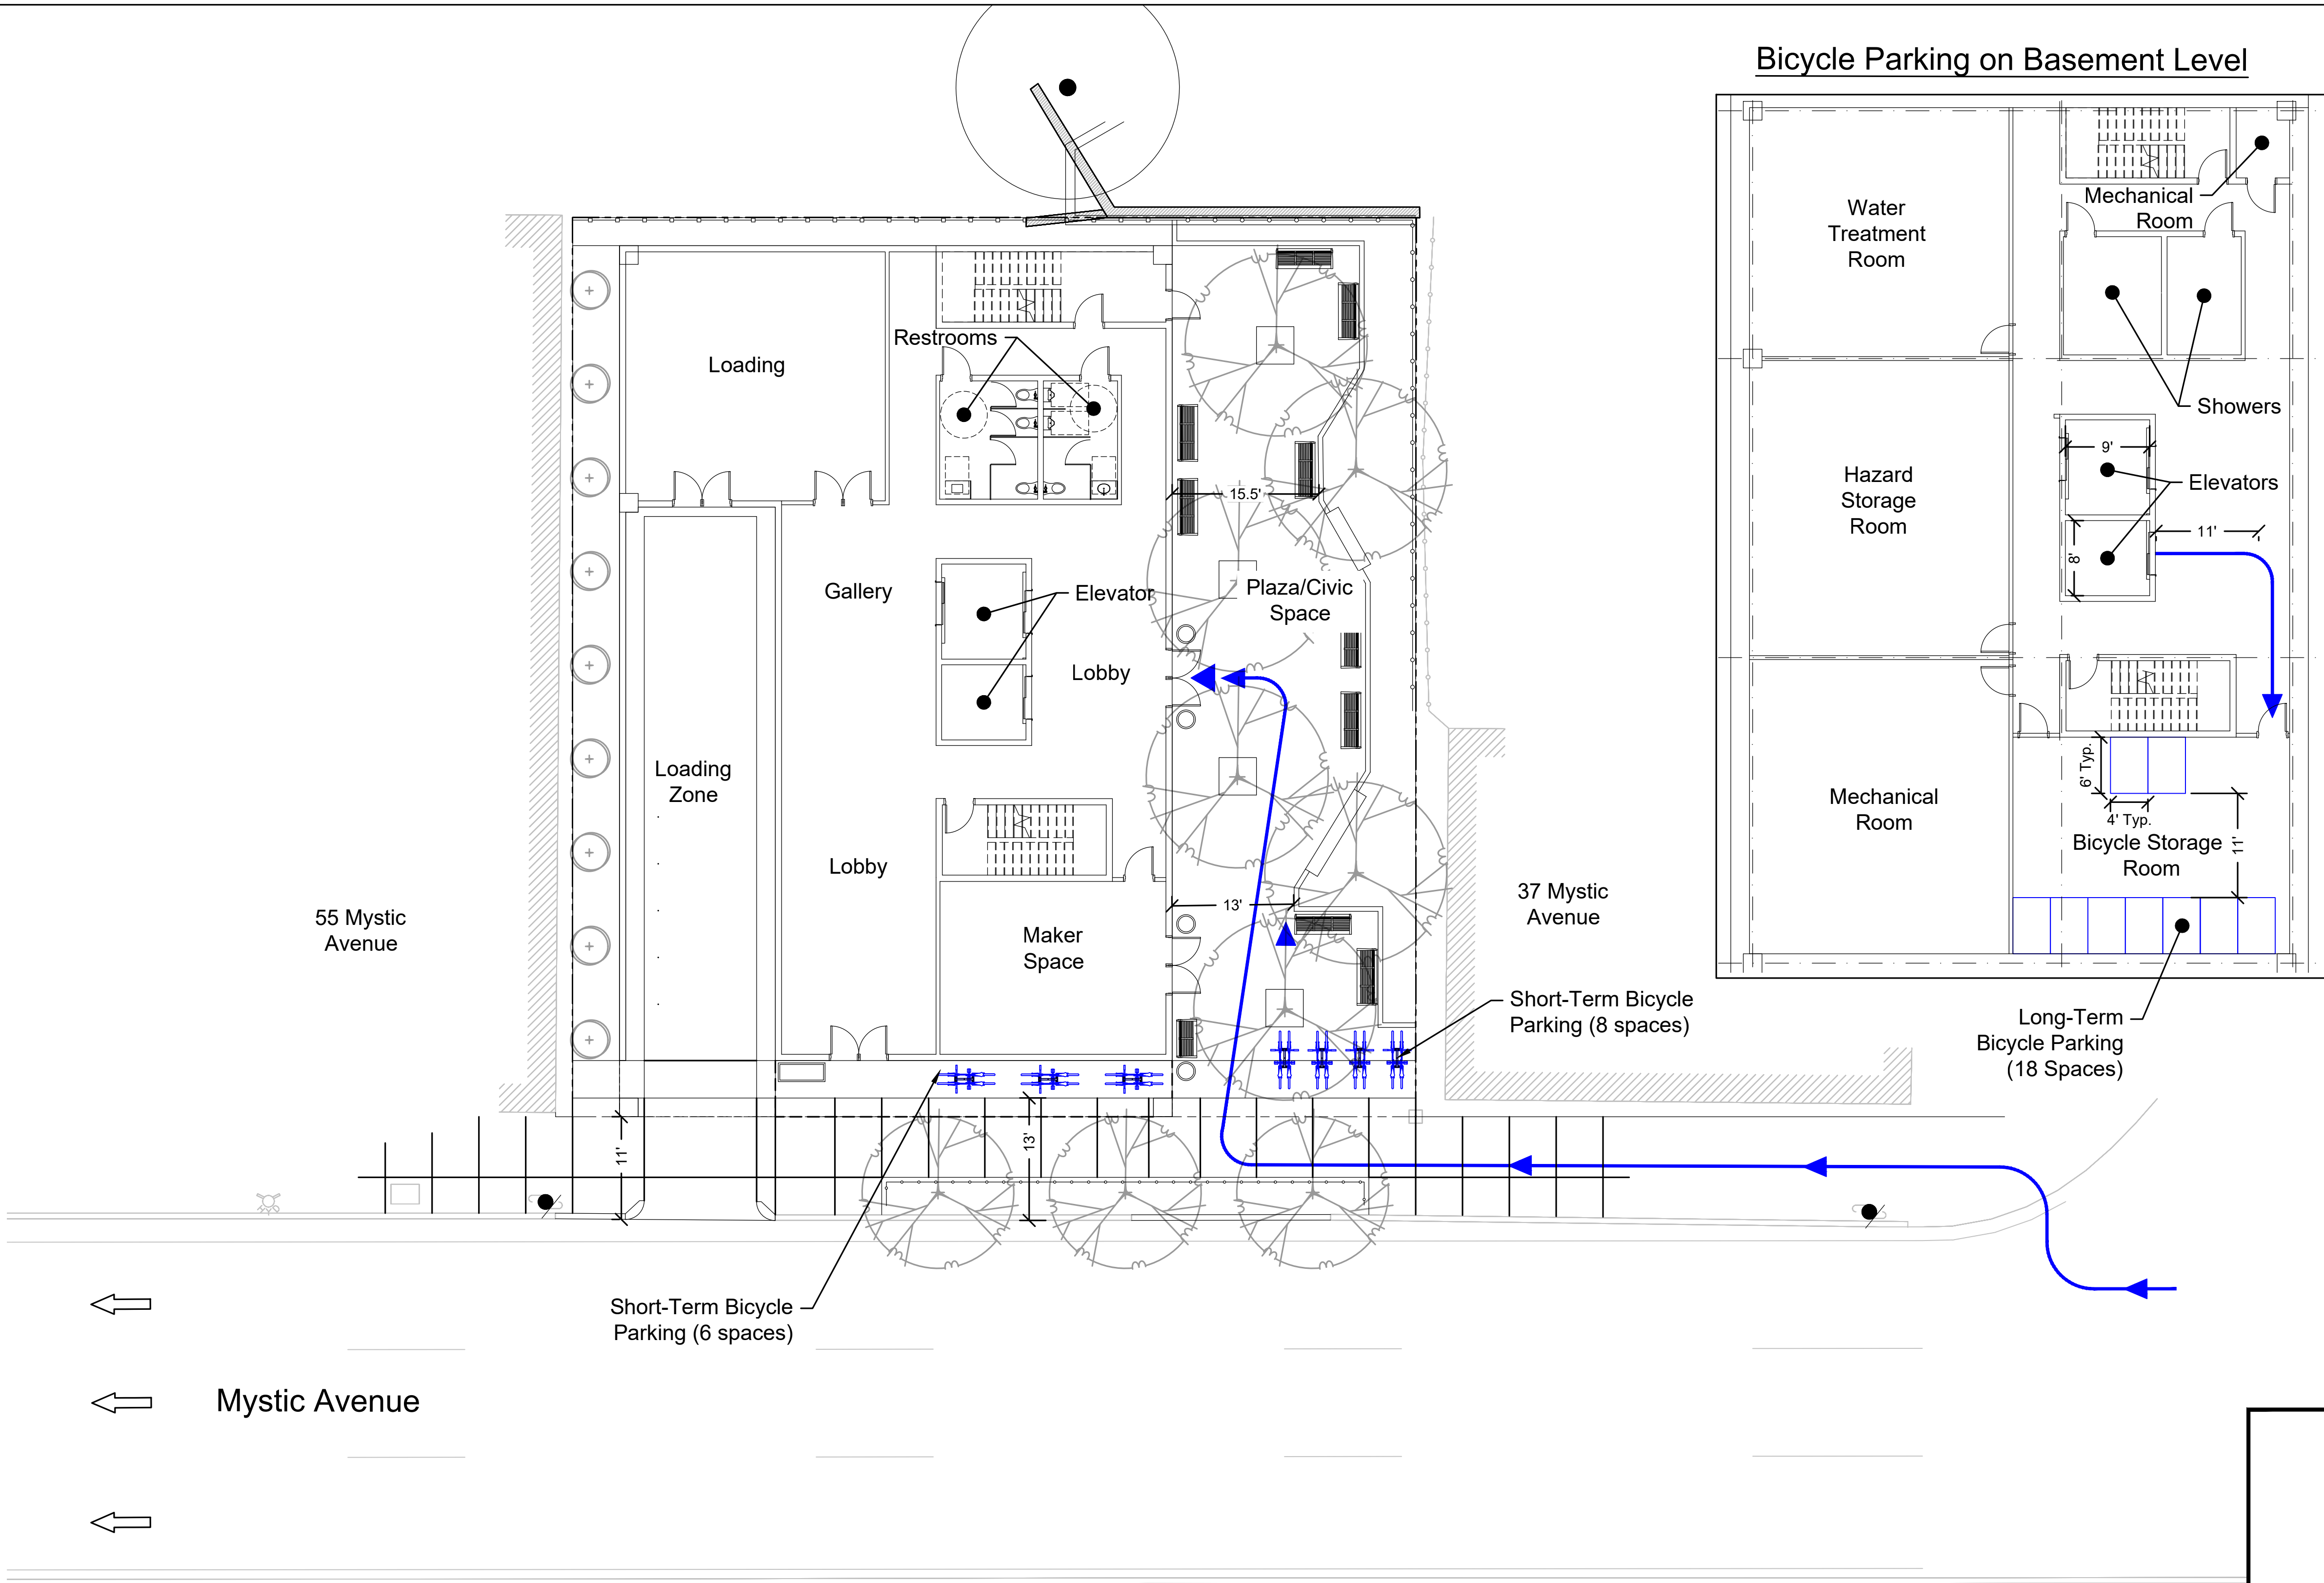 Bicycle Parking on Basement Level
Water
Treatment
Room
Mechanical
Room
Showers
9'
Elevators
11'
8'
Hazard
Storage
Room
6' Typ.
4' Typ.
Bicycle Storage
Room
11'
Mechanical
Room
Long-Term
Bicycle Parking
(18 Spaces)
Restrooms
Loading
15.5'
Gallery
Elevator
Plaza/Civic
Space
Lobby
Loading
Zone
Lobby
13'
Maker
Space
55 Mystic
Avenue
37 Mystic
Avenue
Short-Term Bicycle
Parking (8 spaces)
11'
13'
Short-Term Bicycle
Parking (6 spaces)
Mystic Avenue